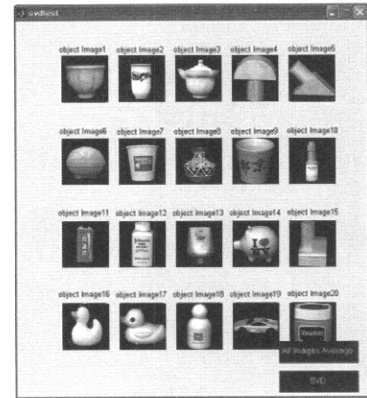 svdtest
object Image1 object Image2 object Image3 object Image4 object Image5
object Image6 object Image7 object Image8 object Image9 object Image10
object Image11 object Image12 object Image13 object Image14 object Image15
object Image16 object Image17 object Image18 object Image19 object Image20
I
NY
Vaseline
All Images Average
SVD